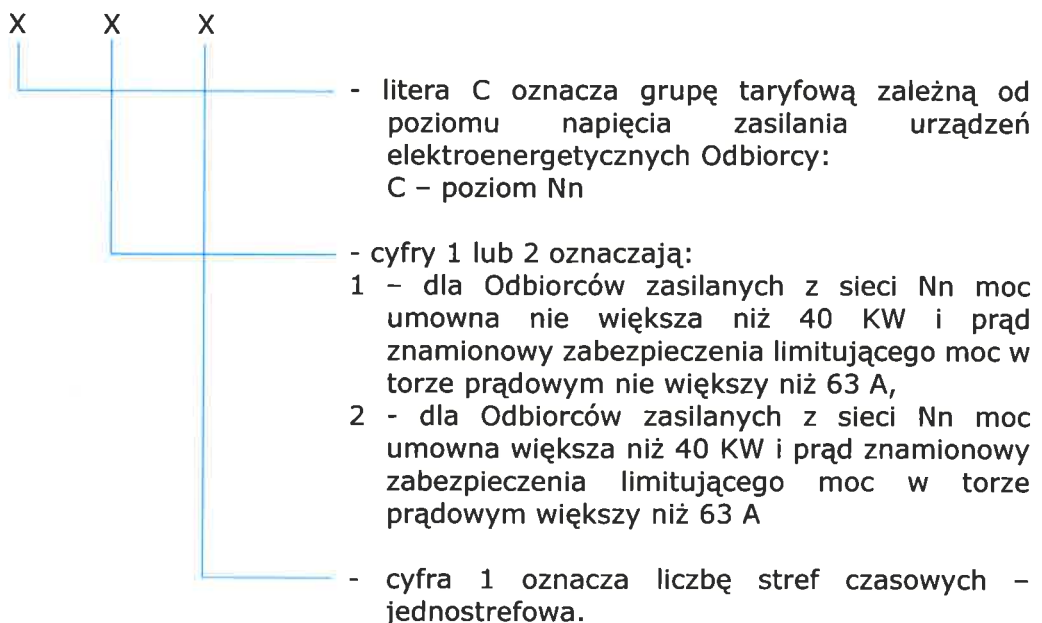 X X X
- litera C oznacza grupę taryfową zależną od
poziomu napięcia zasilania urządzeń
elektroenergetycznych Odbiorcy:
C – poziom Nn
- cyfry 1 lub 2 oznaczają:
1 – dla Odbiorców zasilanych z sieci Nn moc
umowna nie większa niż 40 KW i prąd
znamionowy zabezpieczenia limitującego moc w
torze prądowym nie większy niż 63 A,
2 - dla Odbiorców zasilanych z sieci Nn moc
umowna większa niż 40 KW i prąd znamionowy
zabezpieczenia limitującego moc w torze
prądowym większy niż 63 A
- cyfra 1 oznacza liczbę stref czasowych –
jednostrefowa.